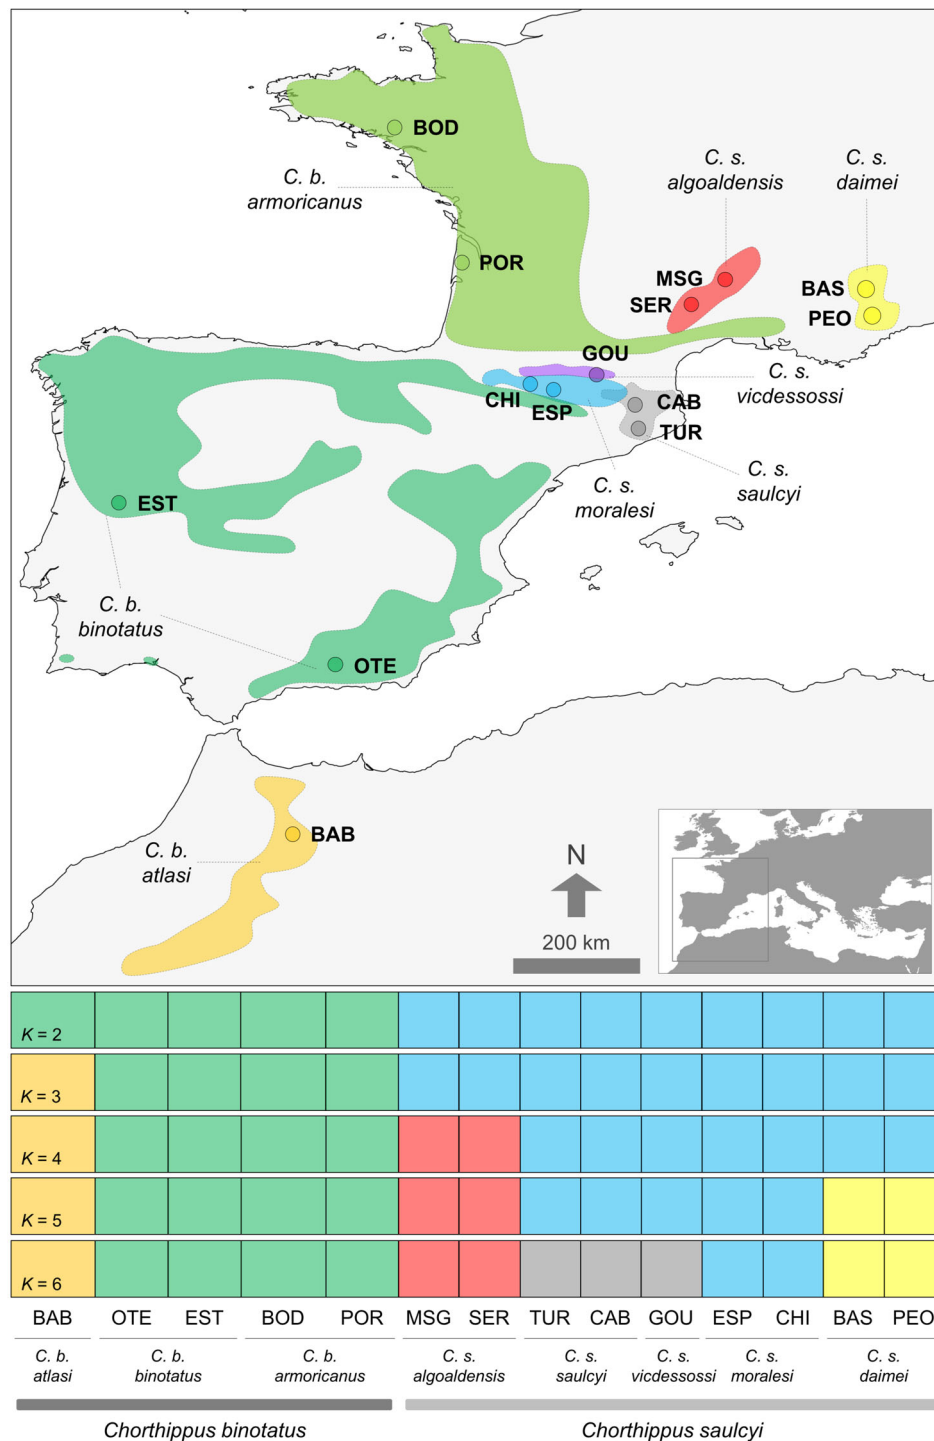 BOD
C. b.
armoricanus
C. s.
algoaldensis
C. s.
daimei
POR
MSG
SER
BAS
PEO
GOU
C. s.
vicdessossi
CHI
ESP
CAB
TUR
C. s.
moralesi
C. s.
saulcyi
EST
C. b.
binotatus
OTE
BAB
C. b.
atlasi
N
200 km
K = 2
K = 3
K = 4
K = 5
K = 6
BAB OTE EST BOD POR MSG SER TUR CAB GOU ESP CHI BAS PEO
C. b. C. b. C. b. C. s. C. s. C. s. C. s. C. s.
atlasi binotatus armoricanus algoaldensis saulcyi vicdessossi moralesi daimei
Chorthippus binotatus Chorthippus saulcyi